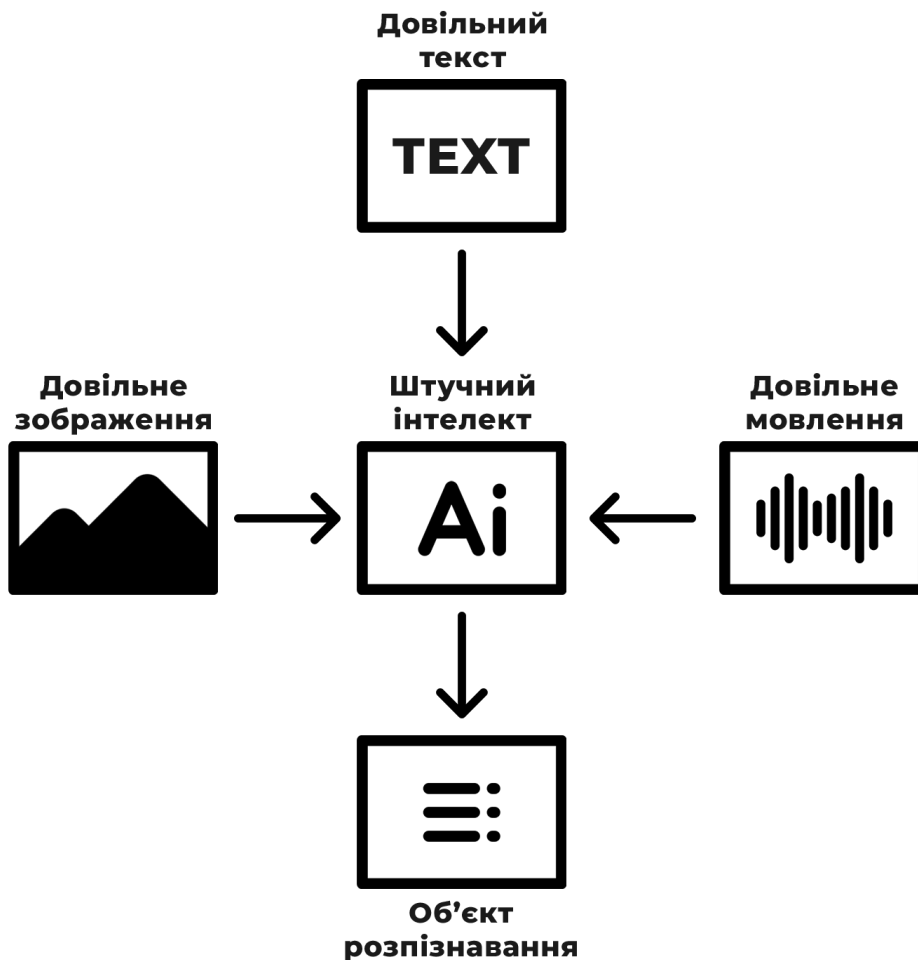 Довільний
текст
TEXT
Довільне
зображення
Штучний
інтелект
Довільне
мовлення
Ai
Об’єкт
розпізнавання